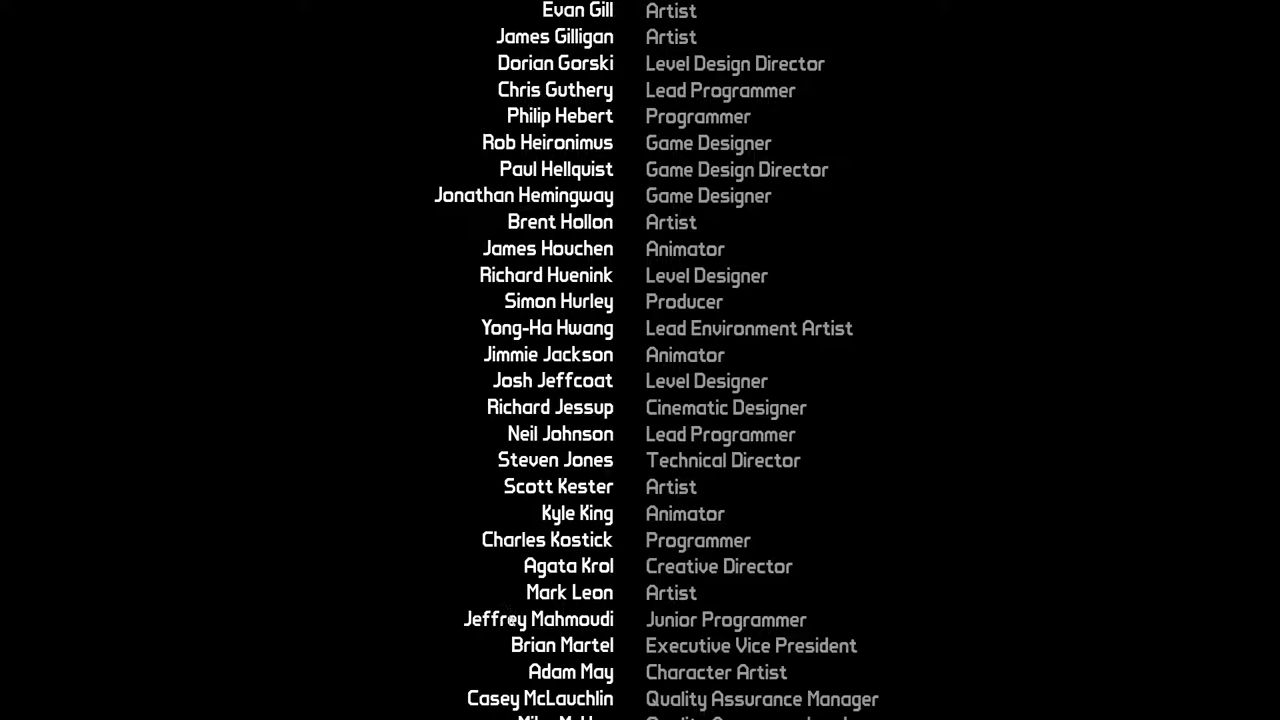 Evan Gill Artist
James Gilligan Artist
Dorian Gorski Level Design Director
Chris Guthery Lead Programmer
Philip Hebert Programmer
Rob Heironimus Game Designer
Paul Hellquist Game Design Director
Jonathan Hemingway Game Designer
Brent Hollon Artist
James Houchen Animator
Richard Huenink Level Designer
Simon Hurley Producer
Yong-Ha Hwang Lead Environment Artist
Jimmie Jackson Animator
Josh Jeffcoat Level Designer
Richard Jessup Cinematic Designer
Neil Johnson Lead Programmer
Steven Jones Technical Director
Scott Kester Artist
Kyle King Animator
Charles Kostick Programmer
Agata Krol Creative Director
Mark Leon Artist
Jeffrey Mahmoudi Junior Programmer
Brian Martel Executive Vice President
Adam May Character Artist
Casey McLauchlin Quality Assurance Manager